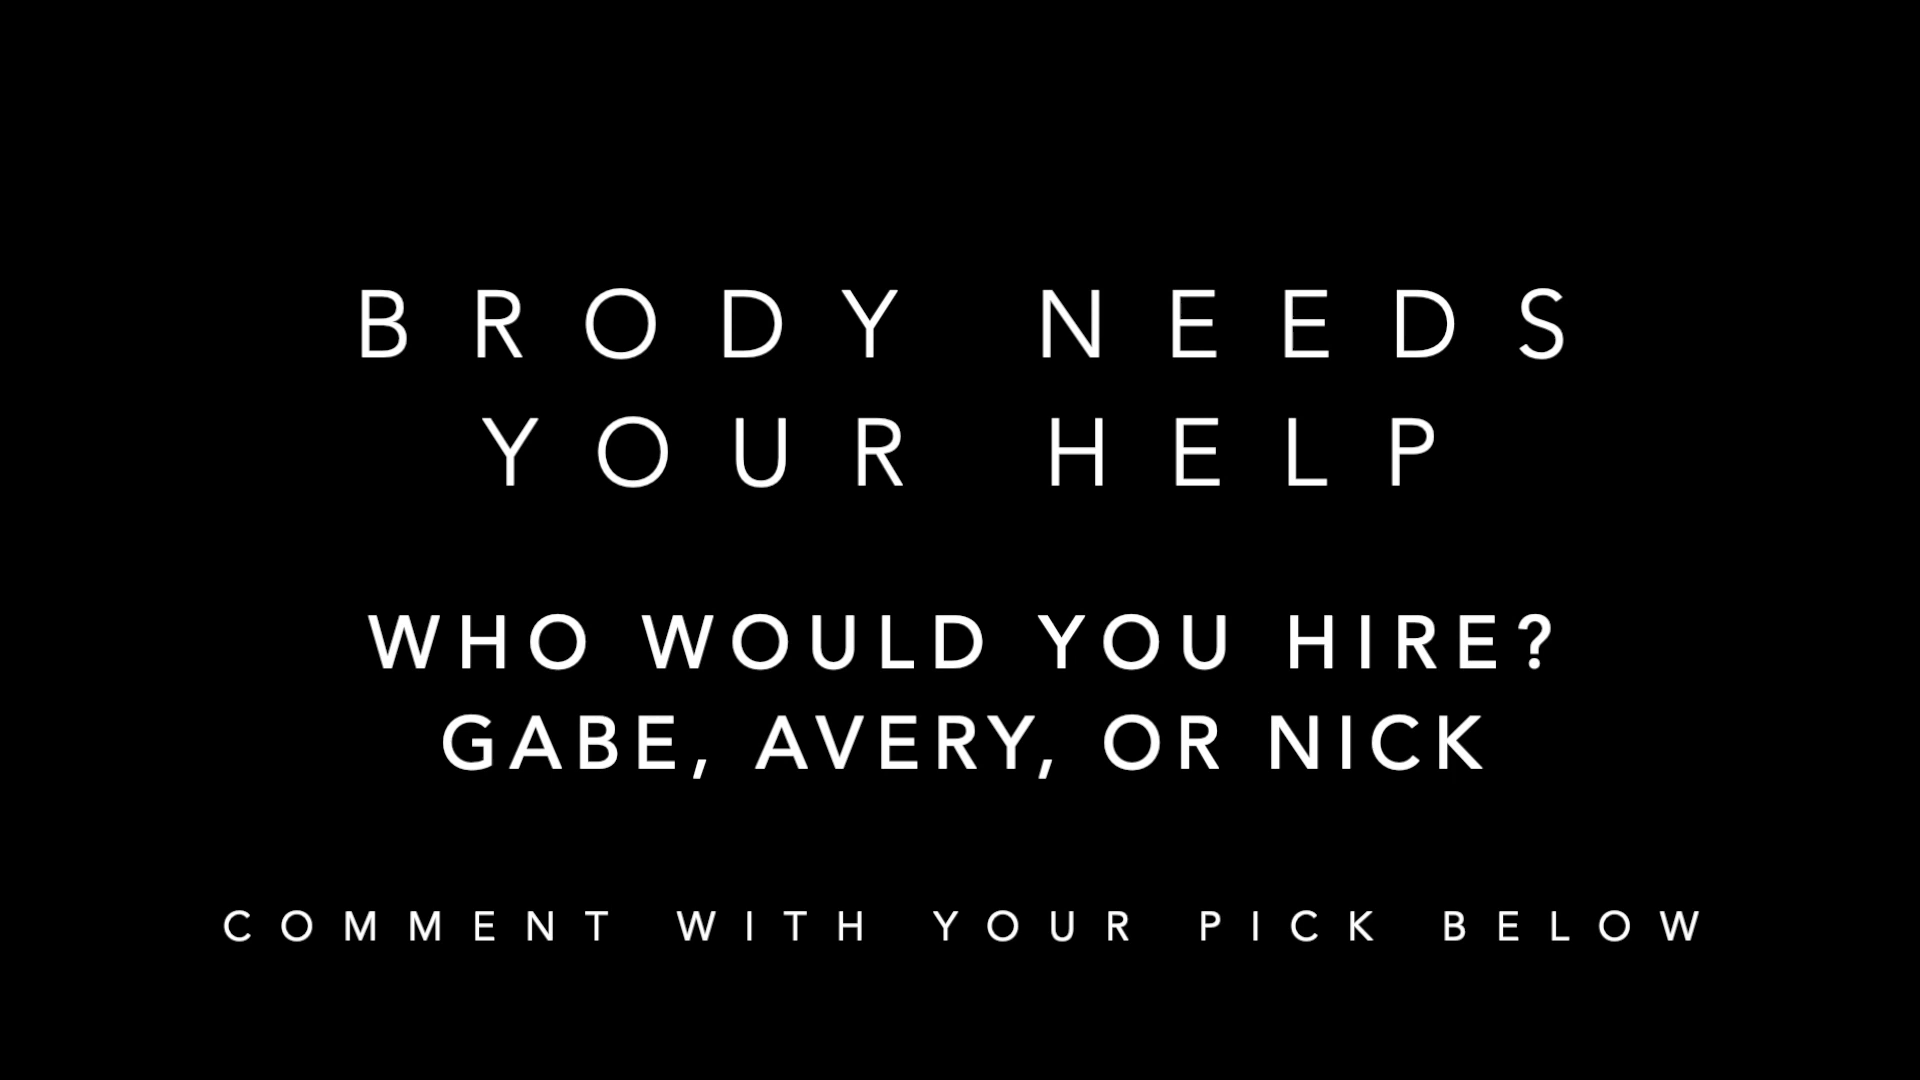 BRODY NEEDS
YOUR HELP
WHO WOULD YOU HIRE?
GABE, AVERY, OR NICK
COMMENT WITH YOUR PICK BELOW